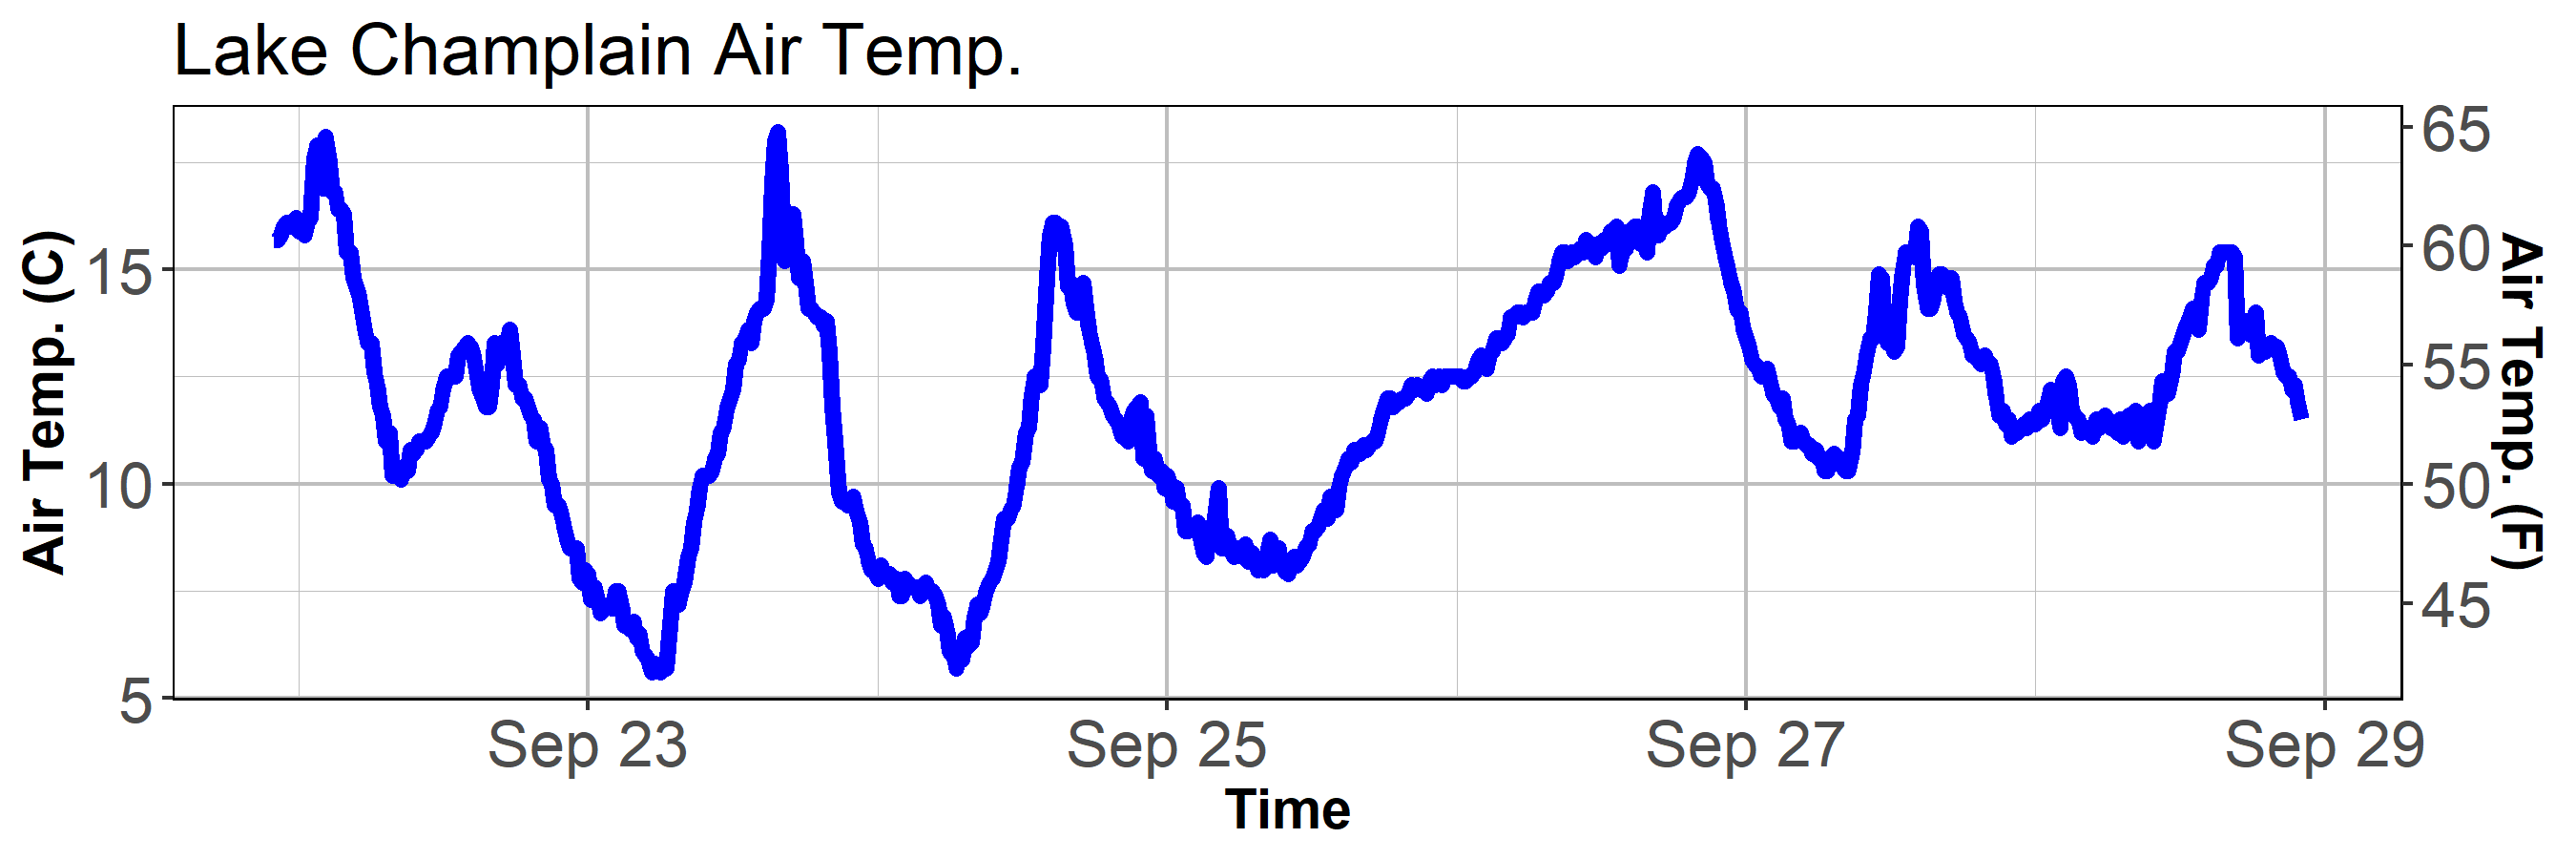 Lake Champlain Air Temp.
Air Temp. (C)
15
10
5
65
60
55
50
45
Air Temp. (F)
Sep 23
Sep 25
Sep 27
Sep 29
Time